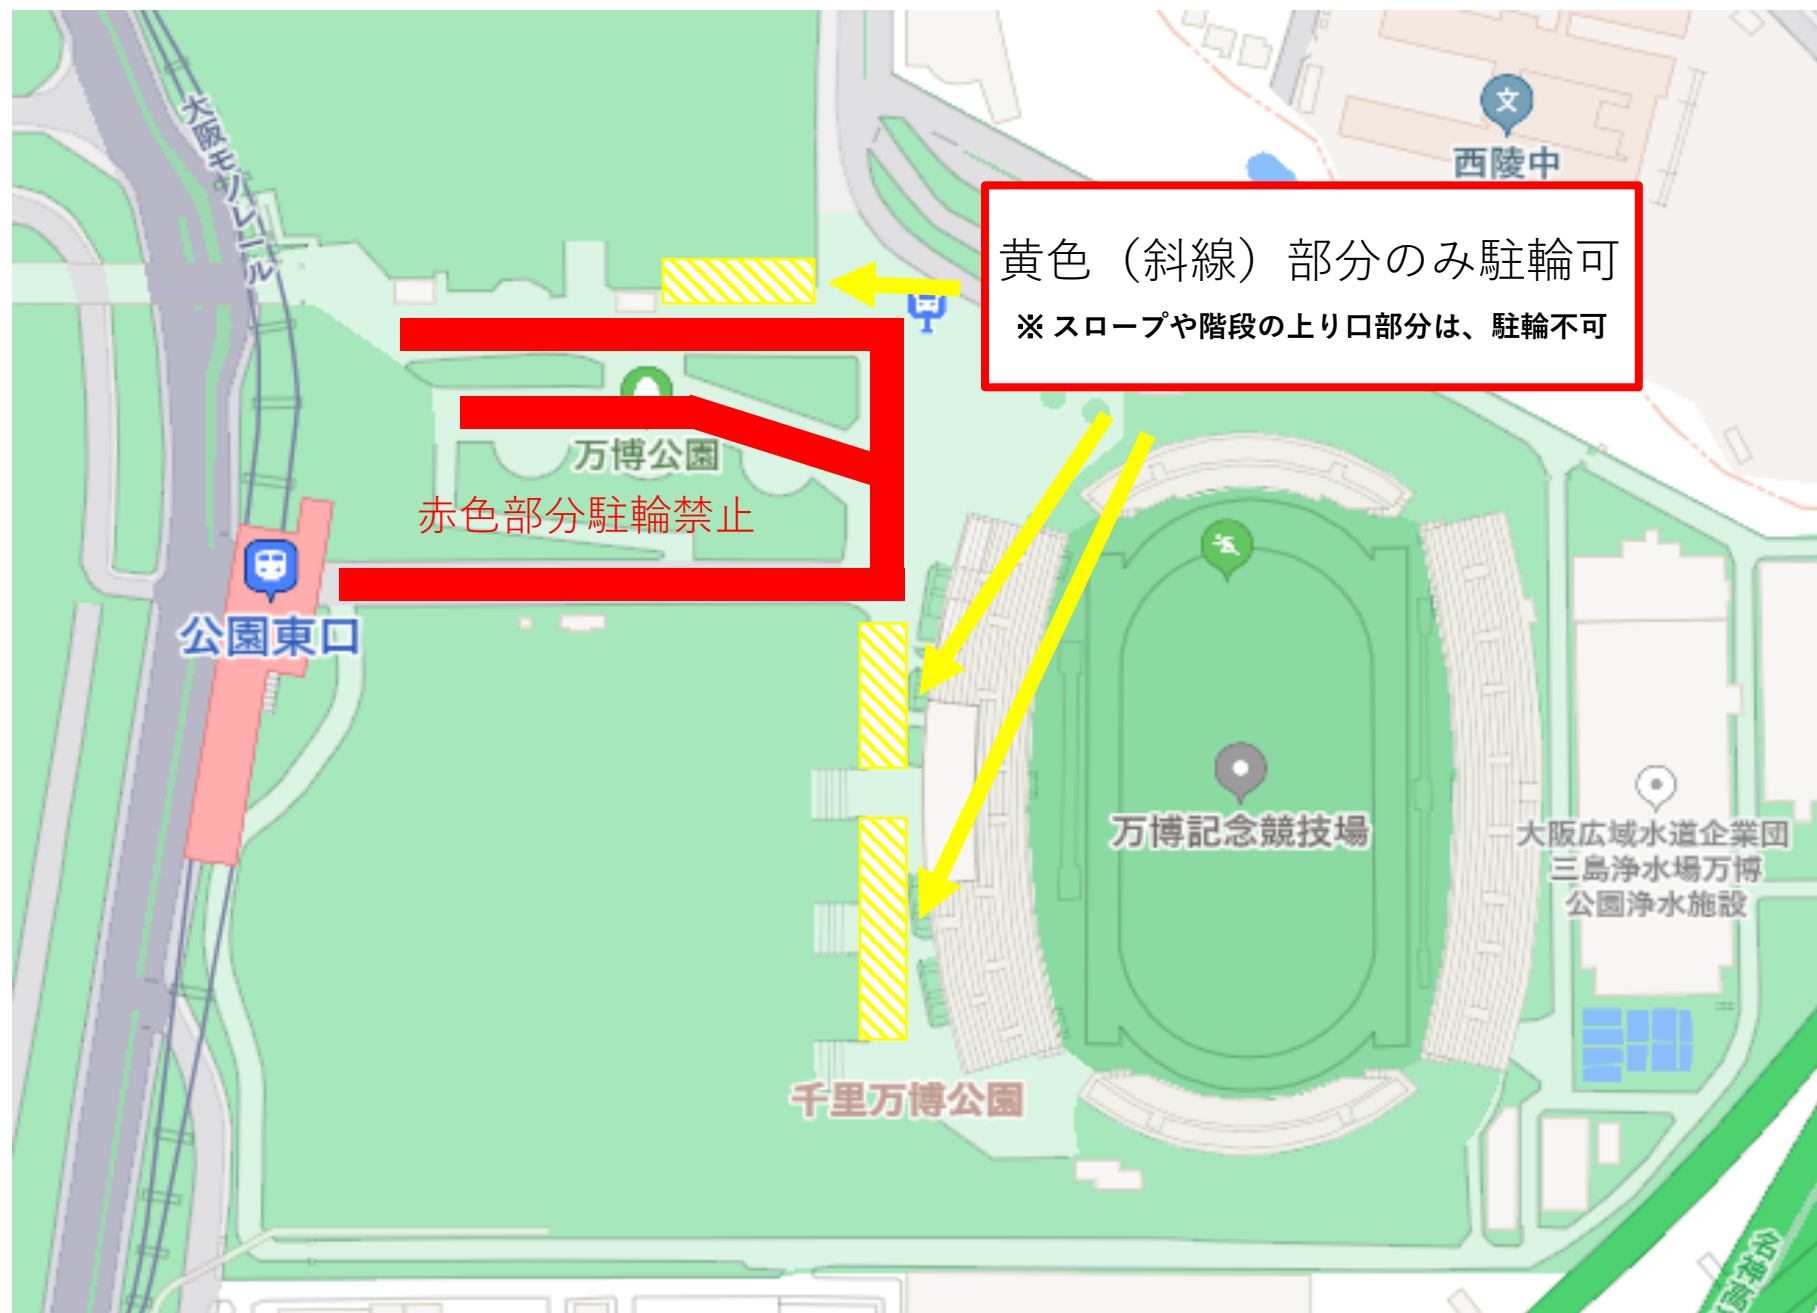 大阪モノレール
文
西陵中
黄色（斜線）部分のみ駐輪可
※スロープや階段の上り口部分は、駐輪不可
万博公園
赤色部分駐輪禁止
公園東口
万博記念競技場
大阪広域水道企業団
三島浄水場万博
公園浄水施設
千里万博公園
名神高